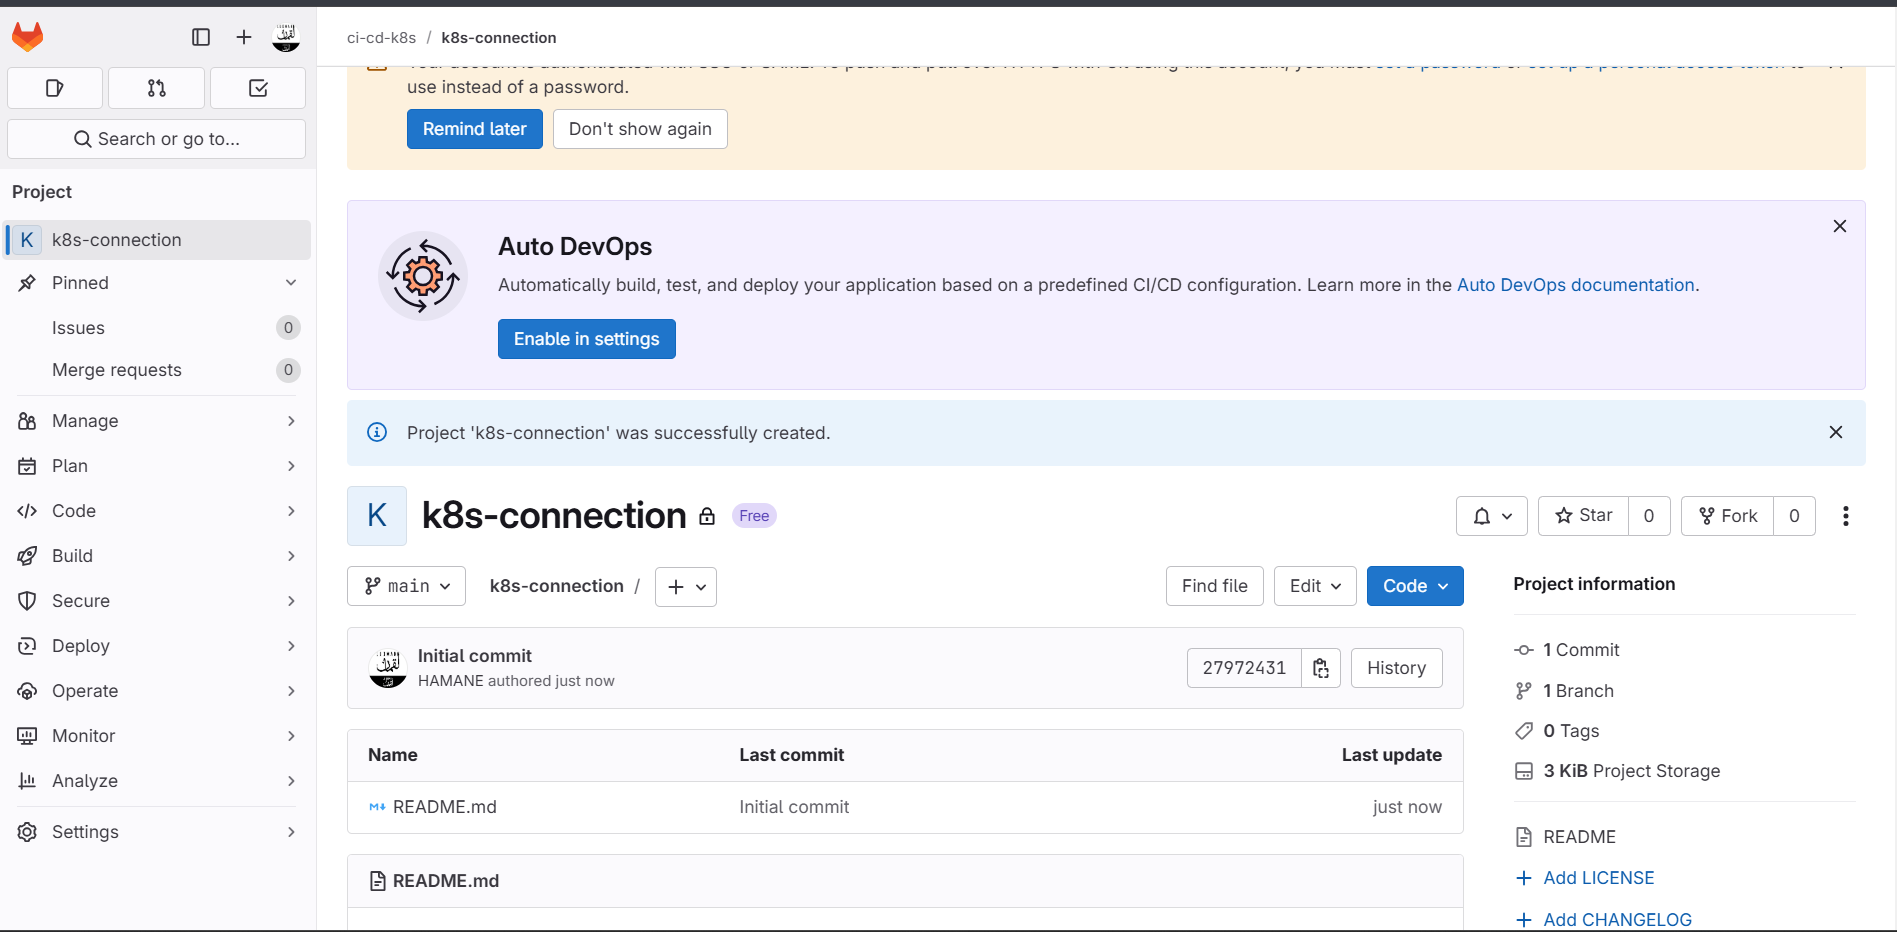 ci-cd-k8s / k8s-connection
use instead of a password.
Remind later
Don't show again
Search or go to...
Project
K k8s-connection
Pinned
Issues 0
Merge requests 0
Manage
Plan
Code
Build
Secure
Deploy
Operate
Monitor
Analyze
Settings
Auto DevOps
Automatically build, test, and deploy your application based on a predefined CI/CD configuration. Learn more in the Auto DevOps documentation.
Enable in settings
Project 'k8s-connection' was successfully created.
K k8s-connection Free
Star 0
Fork 0
main
k8s-connection /
Find file
Edit
Code
Initial commit
HAMANE authored just now
27972431
History
Name Last commit Last update
README.md Initial commit just now
README.md
Project information
1 Commit
1 Branch
0 Tags
3 KiB Project Storage
README
Add LICENSE
Add CHANGELOG